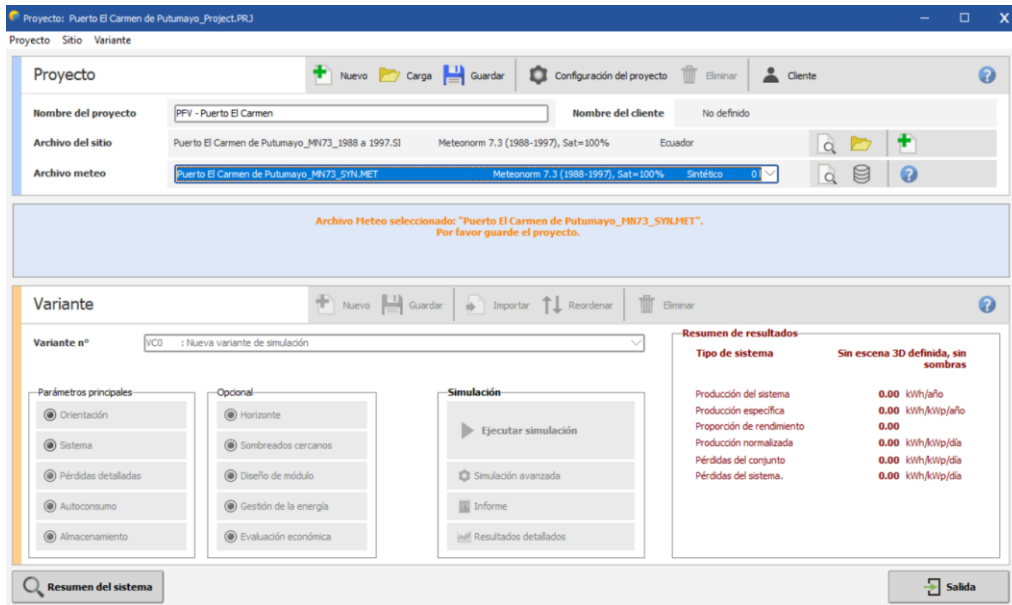 Proyecto: Puerto El Carmen de Putumayo_Project.PRJ
Proyecto Sitio Variante
Proyecto
Nuevo Carga Guardar Configuración del proyecto Eliminar Cliente
Nombre del proyecto PFV - Puerto El Carmen Nombre del cliente No definido
Archivo del sitio Puerto El Carmen de Putumayo_MN73_1988 a 1997.SI Meteonorm 7.3 (1988-1997), Sat=100% Ecuador
Archivo meteo Puerto El Carmen de Putumayo_MN73_SYN.MET Meteonorm 7.3 (1988-1997), Sat=100% Sintético 0
Archivo Meteo seleccionado: "Puerto El Carmen de Putumayo_MN73_SYN.MET".
Por favor guarde el proyecto.
Variante
Nuevo Guardar Importar Reordenar Eliminar
Variante nº VC0 : Nueva variante de simulación
Parámetros principales
Orientación
Sistema
Pérdidas detalladas
Autoconsumo
Almacenamiento
Opcional
Horizonte
Sombreados cercanos
Diseño de módulo
Gestión de la energía
Evaluación económica
Simulación
Ejecutar simulación
Simulación avanzada
Informe
Resultados detallados
Resumen de resultados
Tipo de sistema Sin escena 3D definida, sin
sombras
Producción del sistema 0.00 kWh/año
Producción específica 0.00 kWh/kWp/año
Proporción de rendimiento 0.00
Producción normalizada 0.00 kWh/kWp/día
Pérdidas del conjunto 0.00 kWh/kWp/día
Pérdidas del sistema. 0.00 kWh/kWp/día
Resumen del sistema
Salida